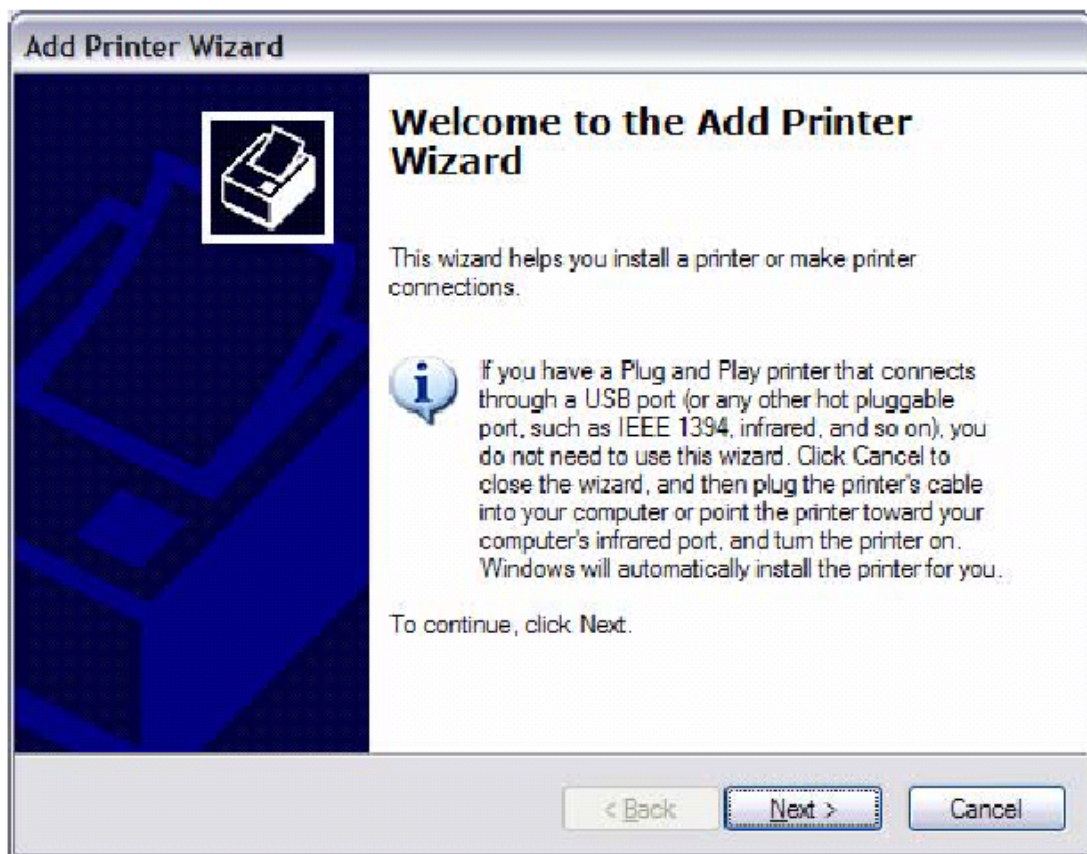 Add Printer Wizard
Welcome to the Add Printer
Wizard
This wizard helps you install a printer or make printer
connections.
If you have a Plug and Play printer that connects
through a USB port (or any other hot pluggable
port, such as IEEE 1394, infrared, and so on), you
do not need to use this wizard. Click Cancel to
close the wizard, and then plug the printer's cable
into your computer or point the printer toward your
computer's infrared port, and turn the printer on.
Windows will automatically install the printer for you.
To continue, click Next.
< Back Next > Cancel